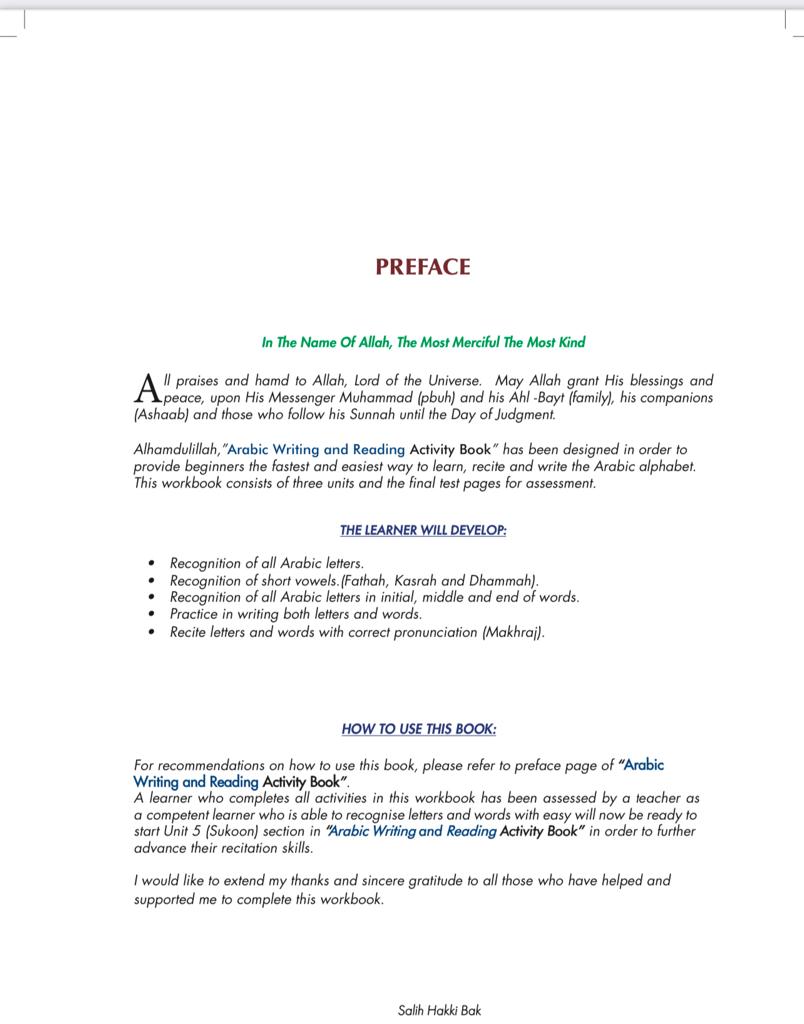 PREFACE
In The Name Of Allah, The Most Merciful The Most Kind
All praises and hamd to Allah, Lord of the Universe.  May Allah grant His blessings and
peace, upon His Messenger Muhammad (pbuh) and his Ahl -Bayt (family), his companions
(Ashaab) and those who follow his Sunnah until the Day of Judgment.
Alhamdulillah,”Arabic Writing and Reading Activity Book” has been designed in order to
provide beginners the fastest and easiest way to learn, recite and write the Arabic alphabet.
This workbook consists of three units and the final test pages for assessment.
THE LEARNER WILL DEVELOP:
• Recognition of all Arabic letters.
• Recognition of short vowels.(Fathah, Kasrah and Dhammah).
• Recognition of all Arabic letters in initial, middle and end of words.
• Practice in writing both letters and words.
• Recite letters and words with correct pronunciation (Makhraj).
HOW TO USE THIS BOOK:
For recommendations on how to use this book, please refer to preface page of “Arabic
Writing and Reading Activity Book”.
A learner who completes all activities in this workbook has been assessed by a teacher as
a competent learner who is able to recognise letters and words with easy will now be ready to
start Unit 5 (Sukoon) section in “Arabic Writing and Reading Activity Book” in order to further
advance their recitation skills.
I would like to extend my thanks and sincere gratitude to all those who have helped and
supported me to complete this workbook.
Salih Hakki Bak